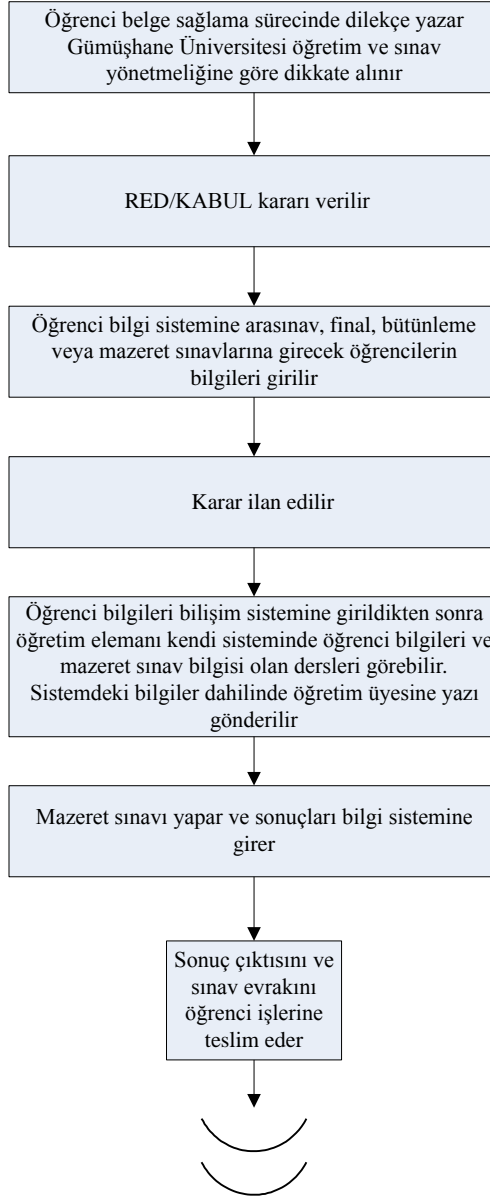 Öğrenci belge sağlama sürecinde dilekçe yazar
Gümüşhane Üniversitesi öğretim ve sınav
yönetmeliğine göre dikkate alınır
RED/KABUL kararı verilir
Öğrenci bilgi sistemine arasınav, final, bütünleme
veya mazeret sınavlarına girecek öğrencilerin
bilgileri girilir
Karar ilan edilir
Öğrenci bilgileri bilişim sistemine girildikten sonra
öğretim elemanı kendi sisteminde öğrenci bilgileri ve
mazeret sınav bilgisi olan dersleri görebilir.
Sistemdeki bilgiler dahilinde öğretim üyesine yazı
gönderilir
Mazeret sınavı yapar ve sonuçları bilgi sistemine
girer
Sonuç çıktısını ve
sınav evrakını
öğrenci işlerine
teslim eder